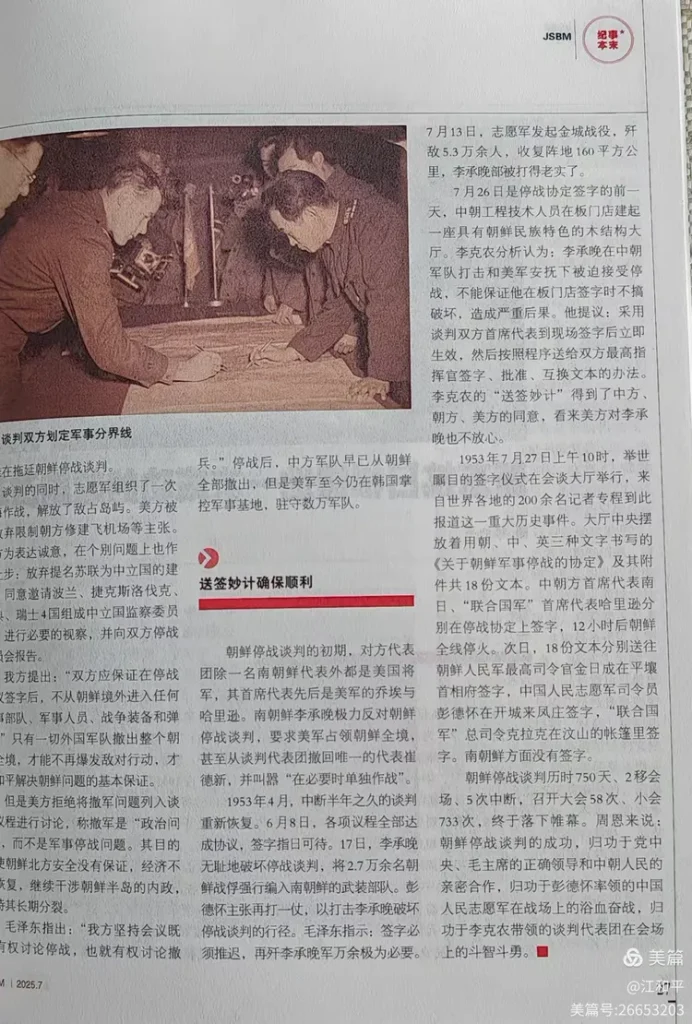 JSBM
纪事
本末
谈判双方划定军事分界线
在拖延朝鲜停战谈判。
谈判的同时，志愿军组织了一次
作战，解放了敌占岛屿。美方被
放弃限制朝方修建飞机场等主张。
方为表达诚意，在个别问题上也作
步：放弃提名苏联为中立国的建
同意邀请波兰、捷克斯洛伐克、
典、瑞士4国组成中立国监察委员
进行必要的视察，并向双方停战
员会报告。
我方提出：“双方应保证在停战
议签字后，不从朝鲜境外进入任何
事部队、军事人员、战争装备和弹
”只有一切外国军队撤出整个朝
全境，才能不再爆发敌对行动，才
和平解决朝鲜问题的基本保证。
但是美方拒绝将撤军问题列入谈
议程进行讨论，称撤军是“政治问
，而不是军事停战问题。其目的
使朝鲜北方安全没有保证，经济不
恢复，继续干涉朝鲜半岛的内政，
持其长期分裂。
毛泽东指出：“我方坚持会议既
有权讨论停战，也就有权讨论撤
兵。”停战后，中方军队早已从朝鲜
全部撤出，但是美军至今仍在韩国掌
控军事基地，驻守数万军队。
送签妙计确保顺利
朝鲜停战谈判的初期，对方代表
团除一名南朝鲜代表外都是美国将
军，其首席代表先后是美军的乔埃与
哈里逊。南朝鲜李承晚极力反对朝鲜
停战谈判，要求美军占领朝鲜全境，
甚至从谈判代表团撤回唯一的代表崔
德新，并叫嚣“在必要时单独作战”。
1953年4月，中断半年之久的谈判
重新恢复。6月8日，各项议程全部达
成协议，签字指日可待。17日，李承晚
无耻地破坏停战谈判，将2.7万余名朝
鲜战俘强行编入南朝鲜的武装部队。彭
德怀主张再打一仗，以打击李承晚破坏
停战谈判的行径。毛泽东指示：签字必
须推迟，再歼李承晚军万余极为必要。
7月13日，志愿军发起金城战役，歼
敌5.3万余人，收复阵地160平方公
里，李承晚部被打得老实了。
7月26日是停战协定签字的前一
天，中朝工程技术人员在板门店建起
一座具有朝鲜民族特色的木结构大
厅。李克农分析认为：李承晚在中朝
军队打击和美军安抚下被迫接受停
战，不能保证他在板门店签字时不搞
破坏，造成严重后果。他提议：采用
谈判双方首席代表到现场签字后立即
生效，然后按照程序送给双方最高指
挥官签字、批准、互换文本的办法。
李克农的“送签妙计”得到了中方、
朝方、美方的同意，看来美方对李承
晚也不放心。
1953年7月27日上午10时，举世
瞩目的签字仪式在会谈大厅举行，来
自世界各地的200余名记者专程到此
报道这一重大历史事件。大厅中央摆
放着用朝、中、英三种文字书写的
《关于朝鲜军事停战的协定》及其附
件共18份文本。中朝方首席代表南
日、“联合国军”首席代表哈里逊分
别在停战协定上签字，12小时后朝鲜
全线停火。次日，18份文本分别送往
朝鲜人民军最高司令官金日成在平壤
首相府签字，中国人民志愿军司令员
彭德怀在开城来凤庄签字，“联合国
军”总司令克拉克在汶山的帐篷里签
字。南朝鲜方面没有签字。
朝鲜停战谈判历时750天、2移会
场、5次中断，召开大会58次、小会
733次，终于落下帷幕。周恩来说：
朝鲜停战谈判的成功，归功于党中
央、毛主席的正确领导和中朝人民的
亲密合作，归功于彭德怀率领的中国
人民志愿军在战场上的浴血奋战，归
功于李克农带领的谈判代表团在会场
上的斗智斗勇。
M | 2025.7
美篇
@江和平
美篇号:26653203